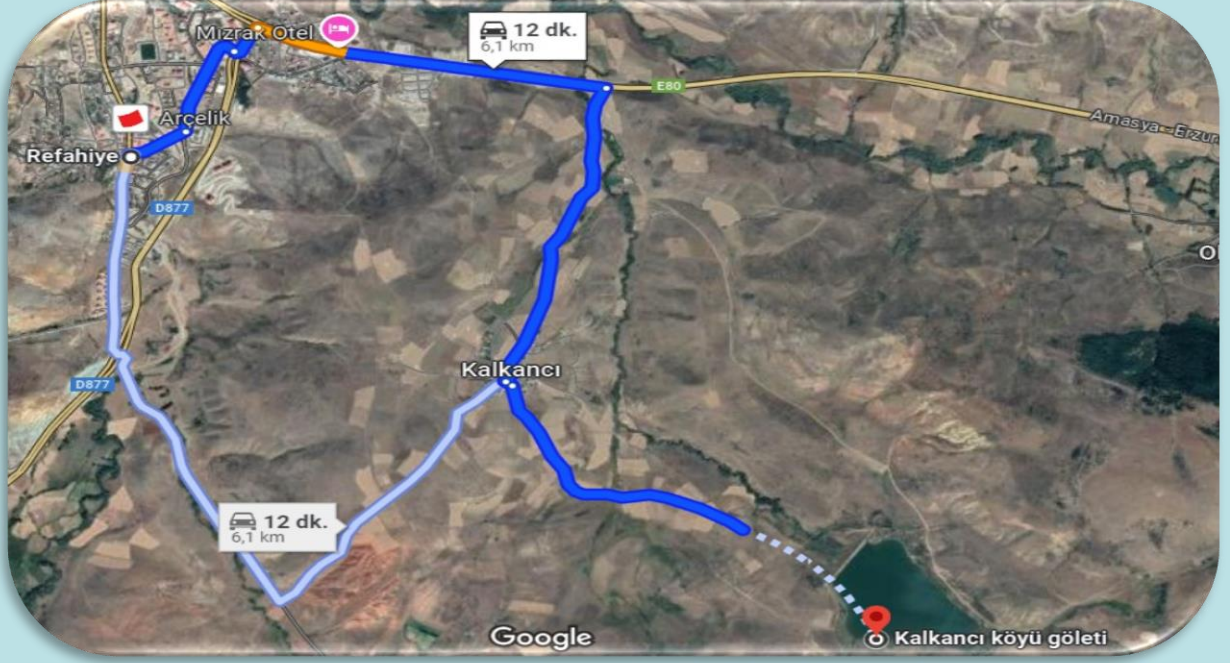 Mızrak Otel
12 dk.
6,1 km
E80
Amasya-Erzur
Arçelik
Refahiye
D877
O
Kalkancı
D877
12 dk.
6,1 km
Google
Kalkancı köyü göleti